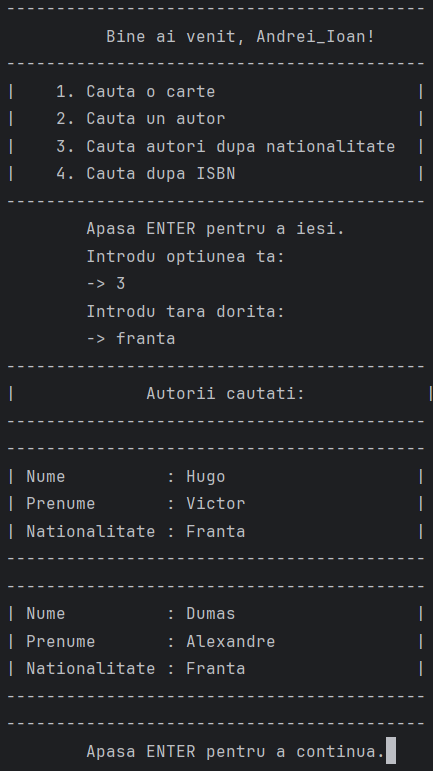 ------------------------------------------
Bine ai venit, Andrei_Ioan!
------------------------------------------
|    1. Cauta o carte                    |
|    2. Cauta un autor                   |
|    3. Cauta autori dupa nationalitate  |
|    4. Cauta dupa ISBN                  |
------------------------------------------
Apasa ENTER pentru a iesi.
Introdu optiunea ta:
-> 3
Introdu tara dorita:
-> franta
------------------------------------------
|             Autorii cautati:            |
------------------------------------------
------------------------------------------
| Nume          : Hugo                   |
| Prenume       : Victor                 |
| Nationalitate : Franta                 |
------------------------------------------
------------------------------------------
| Nume          : Dumas                  |
| Prenume       : Alexandre              |
| Nationalitate : Franta                 |
------------------------------------------
------------------------------------------
Apasa ENTER pentru a continua.